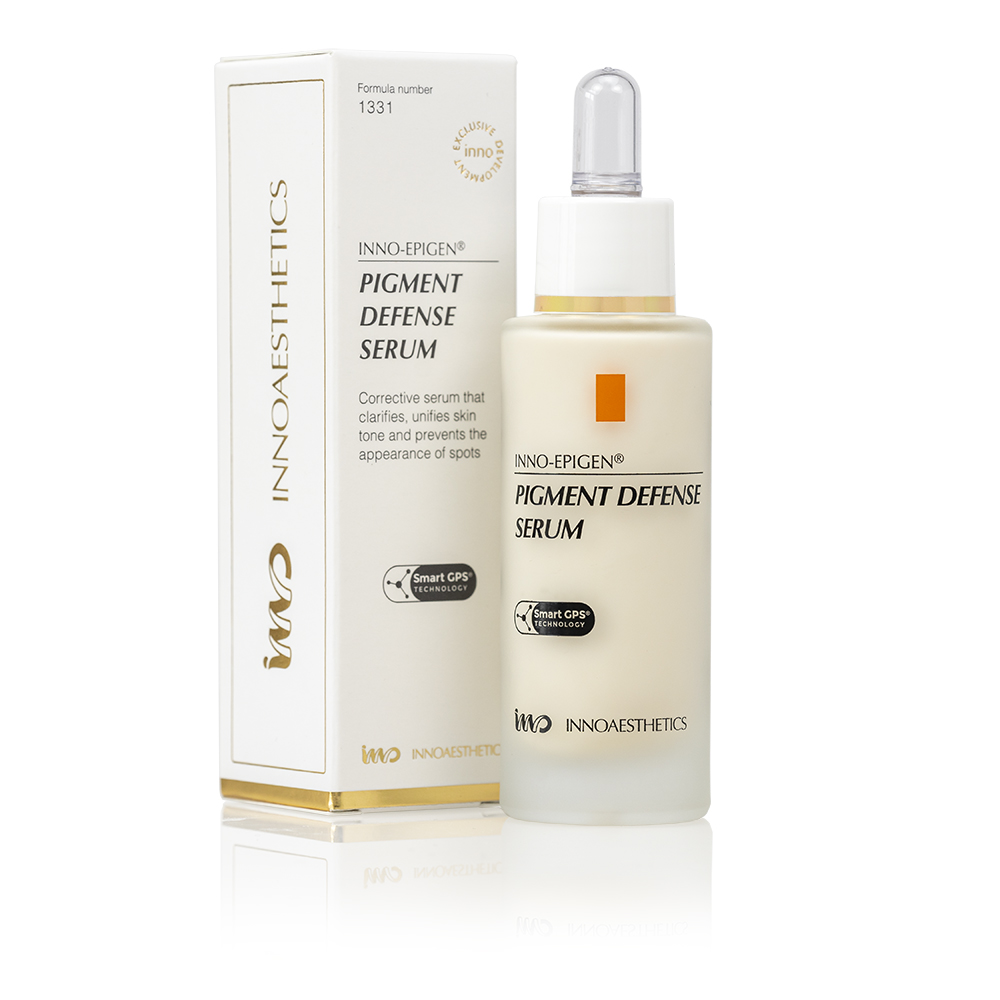 INNOAESTHETICS
inno
Formula number
1331
EXCLUSIVE DEVELOPMENT
inno
INNO-EPIGEN®
PIGMENT
DEFENSE
SERUM
Corrective serum that
clarifies, unifies skin
tone and prevents the
appearance of spots
Smart GPS®
TECHNOLOGY
inno INNOAESTHETIC
INNO-EPIGEN®
PIGMENT DEFENSE
SERUM
Smart GPS®
TECHNOLOGY
inno INNOAESTHETICS